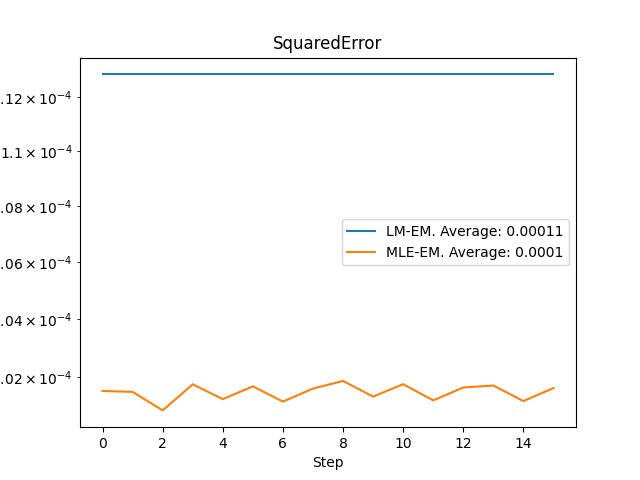 SquaredError
.12 × 10⁻⁴
1.1 × 10⁻⁴
.08 × 10⁻⁴
.06 × 10⁻⁴
.04 × 10⁻⁴
.02 × 10⁻⁴
LM-EM. Average: 0.00011
MLE-EM. Average: 0.0001
0 2 4 6 8 10 12 14
Step